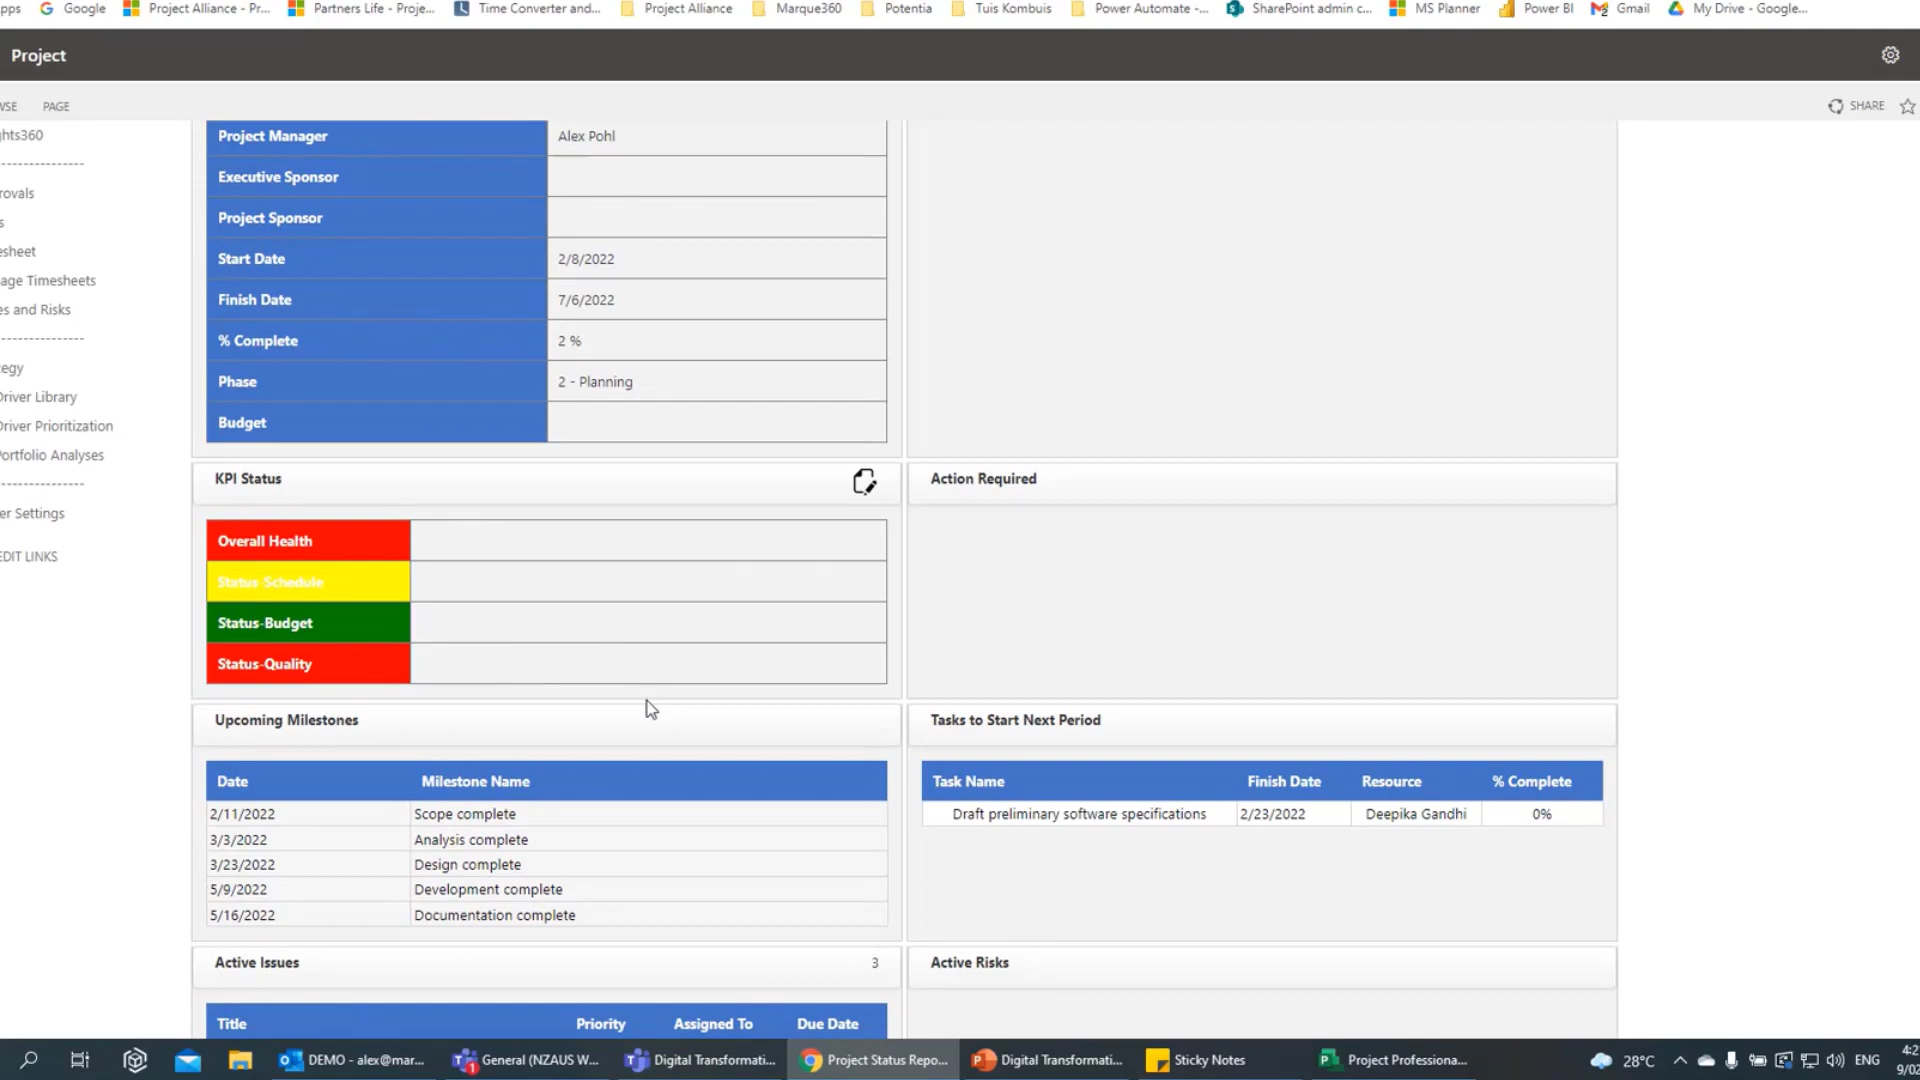 pps Google Project Alliance - Pr... Partners Life - Proje... Time Converter and... Project Alliance Marque360 Potentia Tuis Kombuis Power Automate -... SharePoint admin c... MS Planner Power BI Gmail My Drive - Google...
Project
WSE PAGE SHARE
ghts360
----------------
rovals
s
esheet
age Timesheets
es and Risks
----------------
tegy
Driver Library
Driver Prioritization
Portfolio Analyses
----------------
er Settings
EDIT LINKS
Project Manager Alex Pohl
Executive Sponsor
Project Sponsor
Start Date 2/8/2022
Finish Date 7/6/2022
% Complete 2 %
Phase 2 - Planning
Budget
KPI Status
Action Required
Overall Health
Status-Schedule
Status-Budget
Status-Quality
Upcoming Milestones
Date Milestone Name
2/11/2022 Scope complete
3/3/2022 Analysis complete
3/23/2022 Design complete
5/9/2022 Development complete
5/16/2022 Documentation complete
Tasks to Start Next Period
Task Name Finish Date Resource % Complete
Draft preliminary software specifications 2/23/2022 Deepika Gandhi 0%
Active Issues 3
Active Risks
Title Priority Assigned To Due Date
DEMO - alex@mar... General (NZAUS W... Digital Transformati... Project Status Repo... Digital Transformati... Sticky Notes Project Professiona... 28°C ENG
4:2
9/02